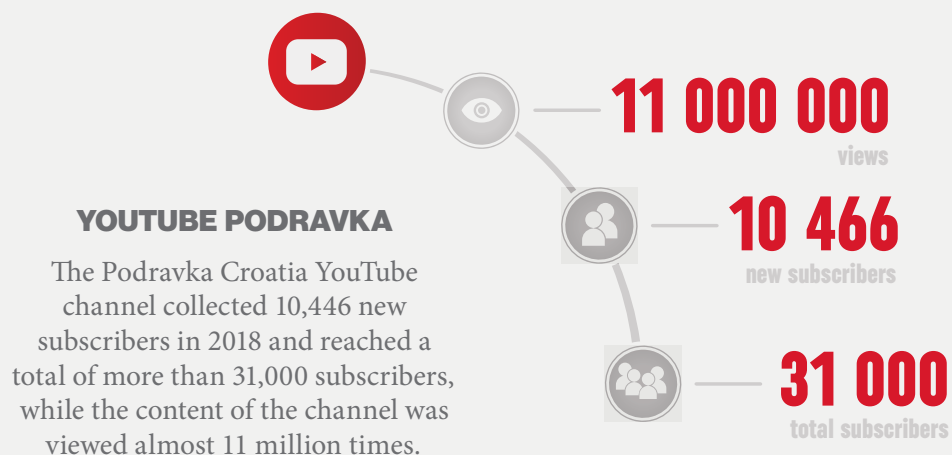 11 000 000
views
10 466
new subscribers
31 000
total subscribers
YOUTUBE PODRAVKA
The Podravka Croatia YouTube
channel collected 10,446 new
subscribers in 2018 and reached a
total of more than 31,000 subscribers,
while the content of the channel was
viewed almost 11 million times.